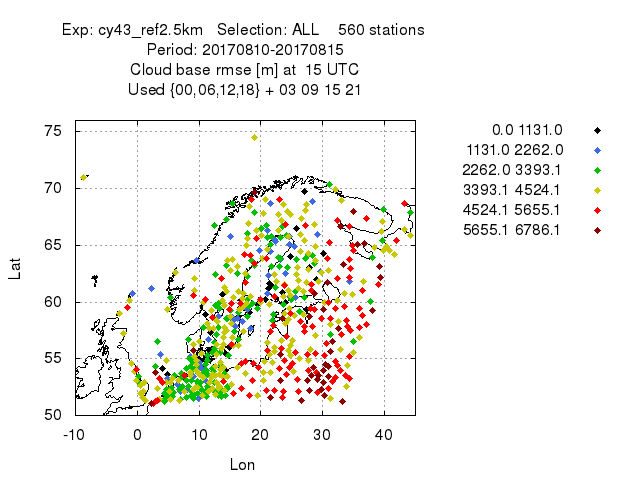 Exp: cy43_ref2.5km   Selection: ALL    560 stations
Period: 20170810-20170815
Cloud base rmse [m] at  15 UTC
Used {00,06,12,18} + 03 09 15 21
0.0 1131.0
1131.0 2262.0
2262.0 3393.1
3393.1 4524.1
4524.1 5655.1
5655.1 6786.1
75
70
65
60
55
50
Lat
-10 0 10 20 30 40
Lon